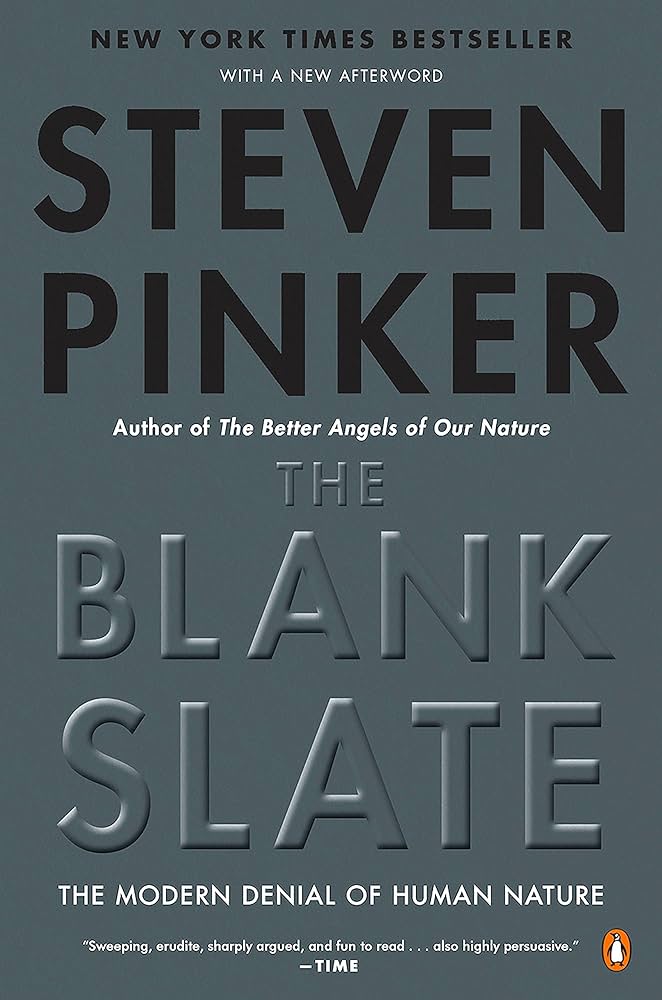 NEW YORK TIMES BESTSELLER
WITH A NEW AFTERWORD
STEVEN
PINKER
Author of The Better Angels of Our Nature
THE
BLANK
SLATE
THE MODERN DENIAL OF HUMAN NATURE
“Sweeping, erudite, sharply argued, and fun to read . . . also highly persuasive.”
—TIME